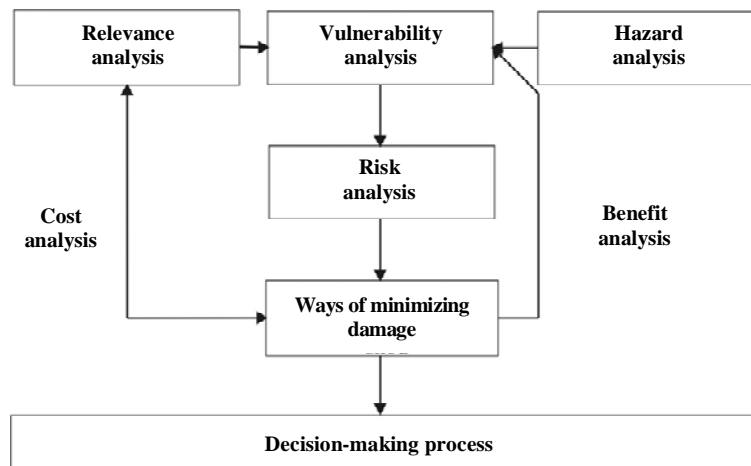 Relevance
analysis
Vulnerability
analysis
Hazard
analysis
Risk
analysis
Cost
analysis
Benefit
analysis
Ways of minimizing
damage
Decision-making process